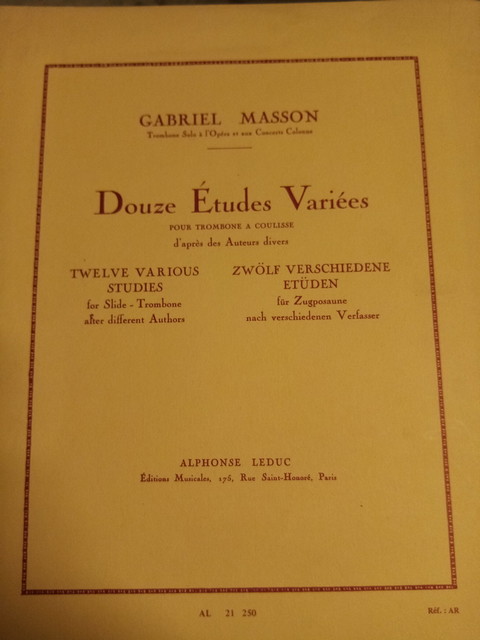 GABRIEL MASSON
Trombone Solo à l'Opéra et aux Concerts Colonne
Douze Études Variées
POUR TROMBONE A COULISSE
d'après des Auteurs divers
TWELVE VARIOUS
STUDIES
for Slide - Trombone
after different Authors
ZWÖLF VERSCHIEDENE
ETÜDEN
für Zugposaune
nach verschiedenen Verfasser
ALPHONSE LEDUC
Éditions Musicales, 175, Rue Saint-Honoré, Paris
AL 21 250
Réf. : AR